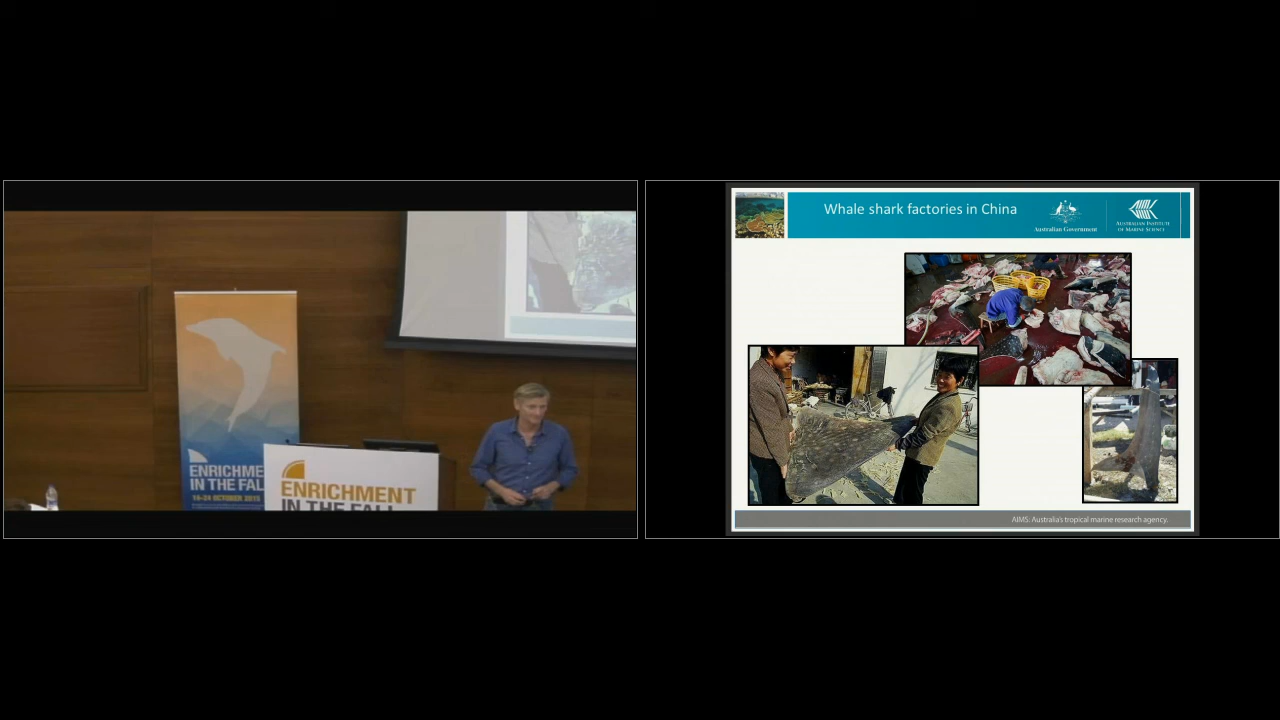 ENRICHME
IN THE FAL
14-24 OCTOBER 2015
ENRICHMENT
IN THE FALL
Whale shark factories in China
Australian Government
AUSTRALIAN INSTITUTE
OF MARINE SCIENCE
AIMS: Australia's tropical marine research agency.